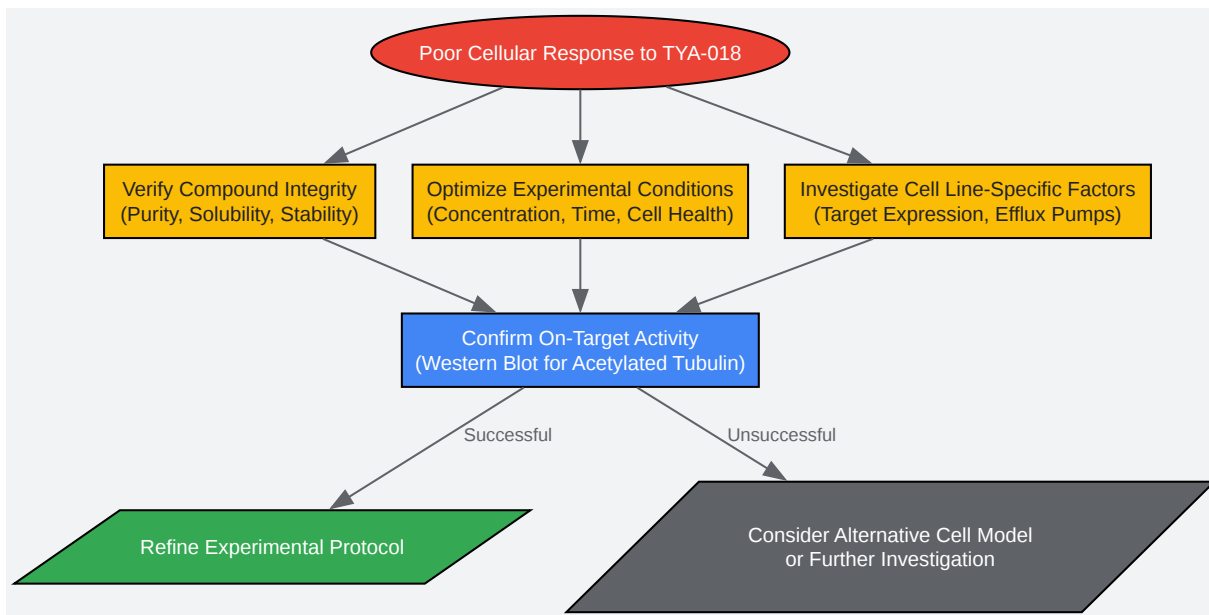 Poor Cellular Response to TYA-018
Verify Compound Integrity
(Purity, Solubility, Stability)
Optimize Experimental Conditions
(Concentration, Time, Cell Health)
Investigate Cell Line-Specific Factors
(Target Expression, Efflux Pumps)
Confirm On-Target Activity
(Western Blot for Acetylated Tubulin)
Successful
Unsuccessful
Refine Experimental Protocol
Consider Alternative Cell Model
or Further Investigation